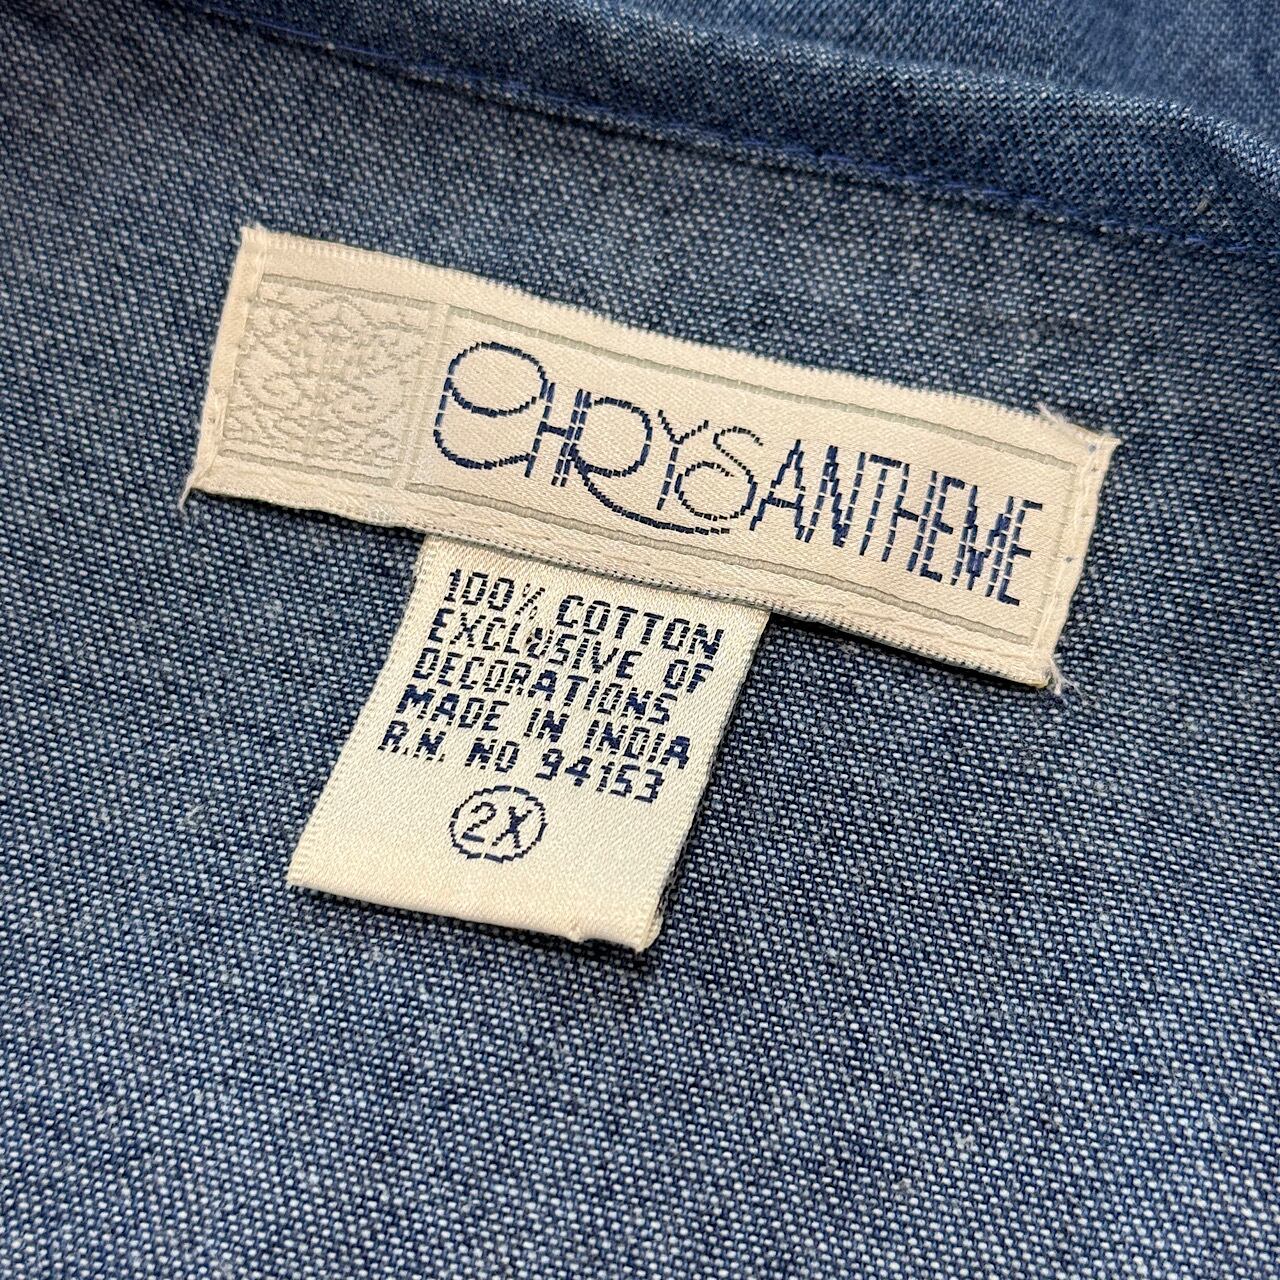 CHRYSANTHEME
100% COTTON
EXCLUSIVE OF
DECORATIONS
MADE IN INDIA
R.N. NO 94153
2X